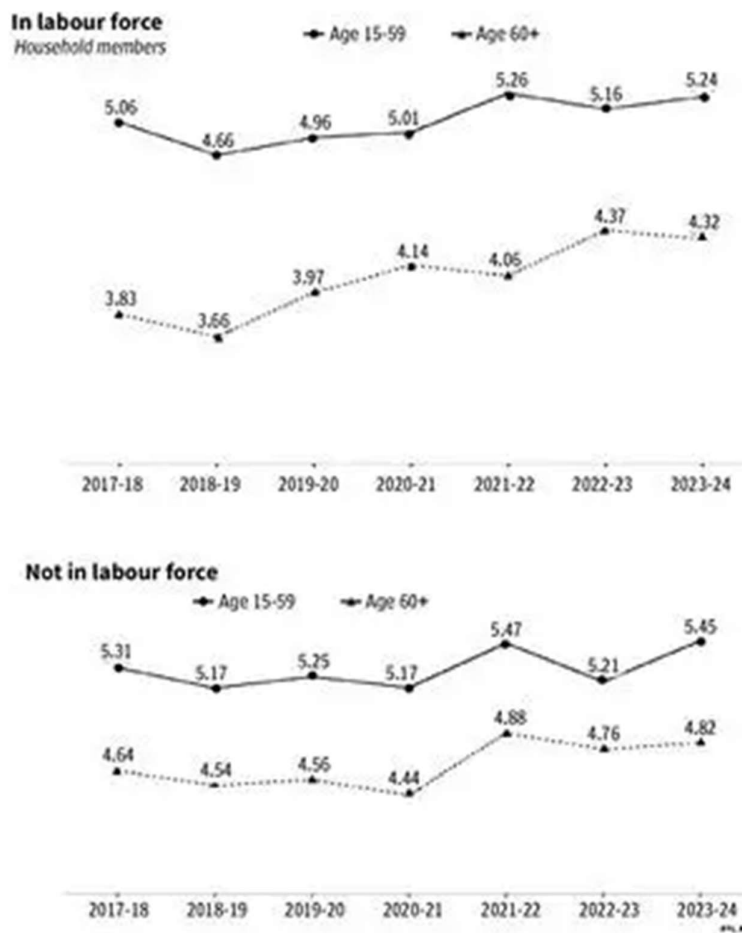 In labour force
Household members
Age 15-59 Age 60+
5.06 4.66 4.96 5.01 5.26 5.16 5.24
3.83 3.66 3.97 4.14 4.06 4.37 4.32
2017-18 2018-19 2019-20 2020-21 2021-22 2022-23 2023-24
Not in labour force
Age 15-59 Age 60+
5.31 5.17 5.25 5.17 5.47 5.21 5.45
4.64 4.54 4.56 4.44 4.88 4.76 4.82
2017-18 2018-19 2019-20 2020-21 2021-22 2022-23 2023-24